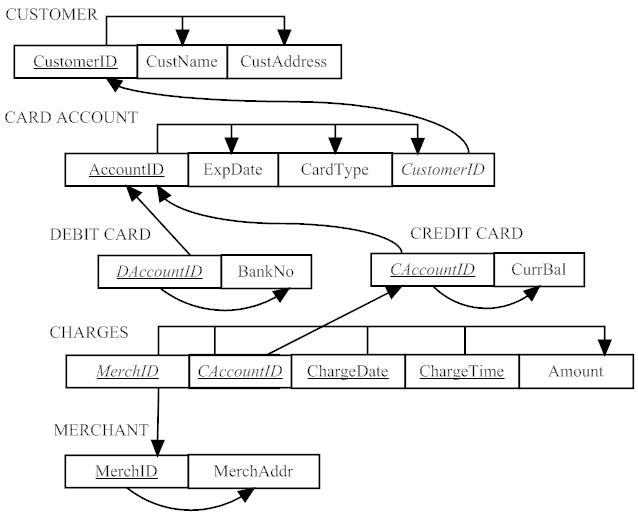 CUSTOMER
CustomerID CustName CustAddress
CARD ACCOUNT
AccountID ExpDate CardType CustomerID
DEBIT CARD CREDIT CARD
DAccountID BankNo CAccountID CurrBal
CHARGES
MerchID CAccountID ChargeDate ChargeTime Amount
MERCHANT
MerchID MerchAddr